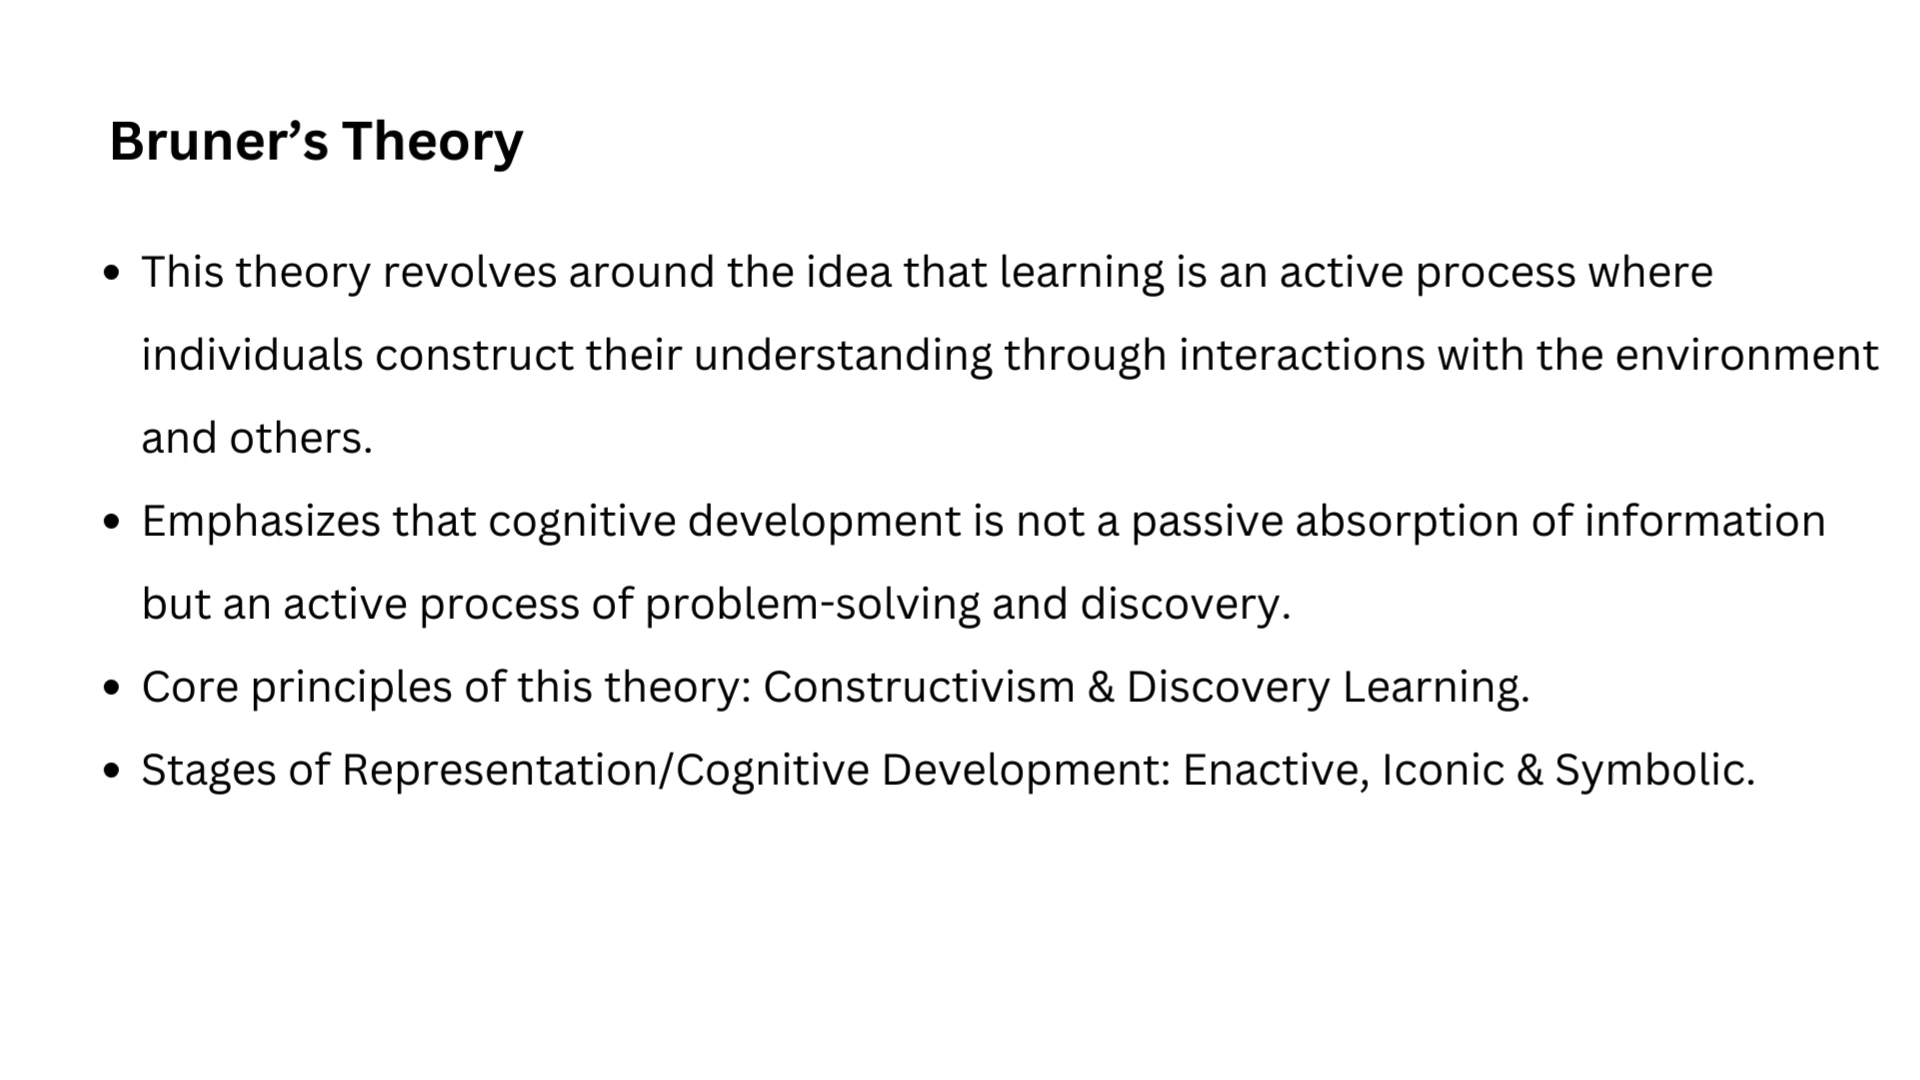 Bruner’s Theory
• This theory revolves around the idea that learning is an active process where
individuals construct their understanding through interactions with the environment
and others.
• Emphasizes that cognitive development is not a passive absorption of information
but an active process of problem-solving and discovery.
• Core principles of this theory: Constructivism & Discovery Learning.
• Stages of Representation/Cognitive Development: Enactive, Iconic & Symbolic.